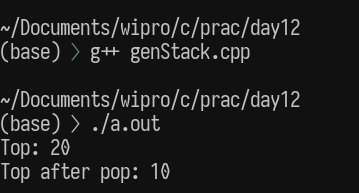 ~/Documents/wipro/c/prac/day12
(base) > g++ genStack.cpp
~/Documents/wipro/c/prac/day12
(base) > ./a.out
Top: 20
Top after pop: 10